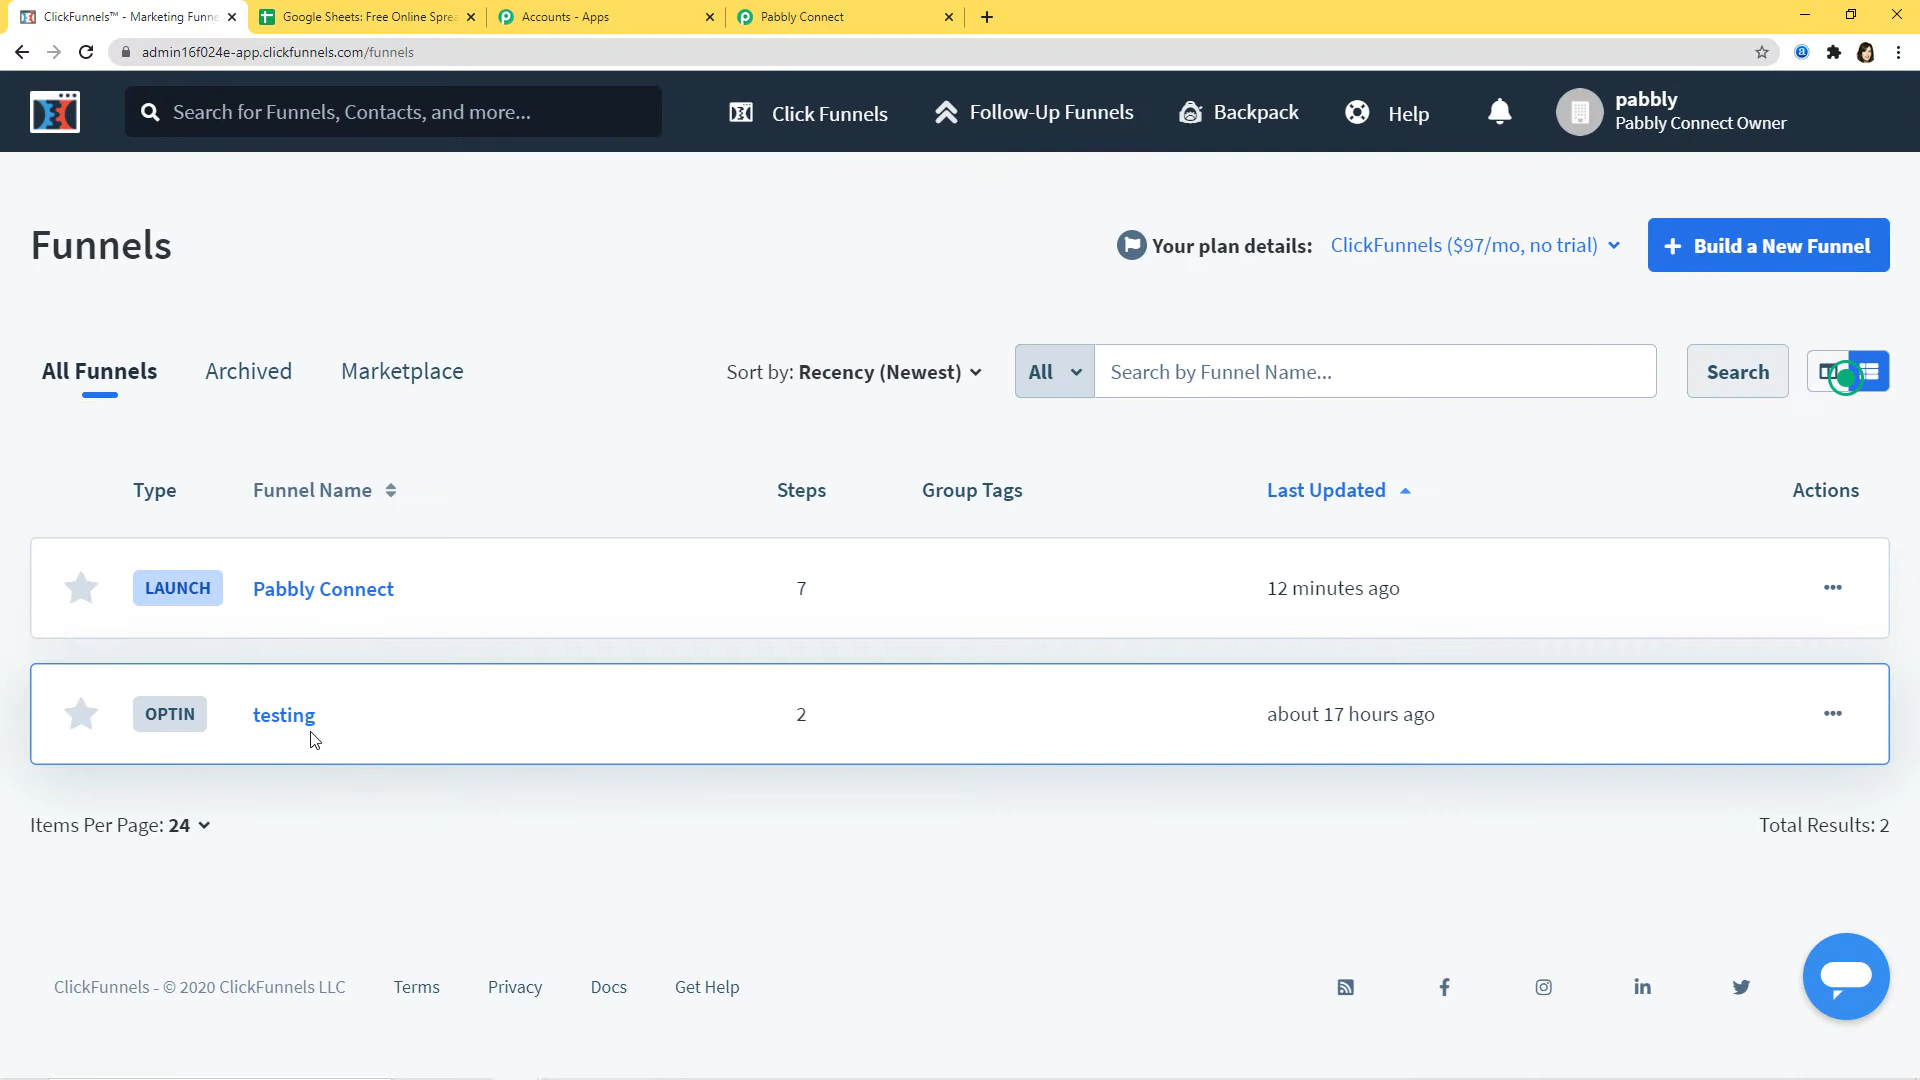 ClickFunnels™ - Marketing Funne
Google Sheets: Free Online Sprea
Accounts - Apps
Pabbly Connect
admin16f024e-app.clickfunnels.com/funnels
Search for Funnels, Contacts, and more...
Click Funnels
Follow-Up Funnels
Backpack
Help
pabbly
Pabbly Connect Owner
Funnels
Your plan details: ClickFunnels ($97/mo, no trial)
+ Build a New Funnel
All Funnels
Archived
Marketplace
Sort by: Recency (Newest)
All
Search by Funnel Name...
Search
Type
Funnel Name
Steps
Group Tags
Last Updated
Actions
LAUNCH
Pabbly Connect
7
12 minutes ago
OPTIN
testing
2
about 17 hours ago
Items Per Page: 24
Total Results: 2
ClickFunnels - © 2020 ClickFunnels LLC
Terms
Privacy
Docs
Get Help